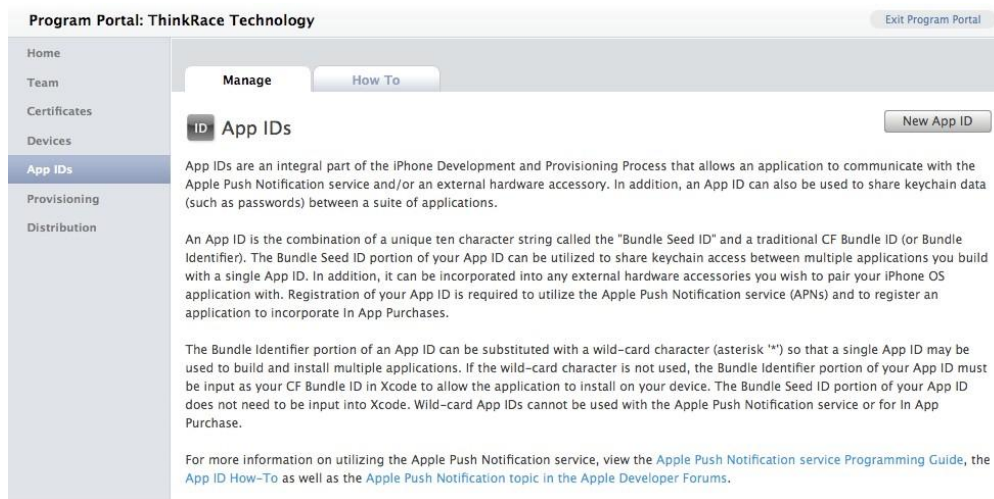 Program Portal: ThinkRace Technology
Exit Program Portal
Home
Team
Certificates
Devices
App IDs
Provisioning
Distribution
Manage
How To
ID App IDs
New App ID
App IDs are an integral part of the iPhone Development and Provisioning Process that allows an application to communicate with the
Apple Push Notification service and/or an external hardware accessory. In addition, an App ID can also be used to share keychain data
(such as passwords) between a suite of applications.
An App ID is the combination of a unique ten character string called the "Bundle Seed ID" and a traditional CF Bundle ID (or Bundle
Identifier). The Bundle Seed ID portion of your App ID can be utilized to share keychain access between multiple applications you build
with a single App ID. In addition, it can be incorporated into any external hardware accessories you wish to pair your iPhone OS
application with. Registration of your App ID is required to utilize the Apple Push Notification service (APNs) and to register an
application to incorporate In App Purchases.
The Bundle Identifier portion of an App ID can be substituted with a wild-card character (asterisk '*') so that a single App ID may be
used to build and install multiple applications. If the wild-card character is not used, the Bundle Identifier portion of your App ID must
be input as your CF Bundle ID in Xcode to allow the application to install on your device. The Bundle Seed ID portion of your App ID
does not need to be input into Xcode. Wild-card App IDs cannot be used with the Apple Push Notification service or for In App
Purchase.
For more information on utilizing the Apple Push Notification service, view the Apple Push Notification service Programming Guide, the
App ID How-To as well as the Apple Push Notification topic in the Apple Developer Forums.